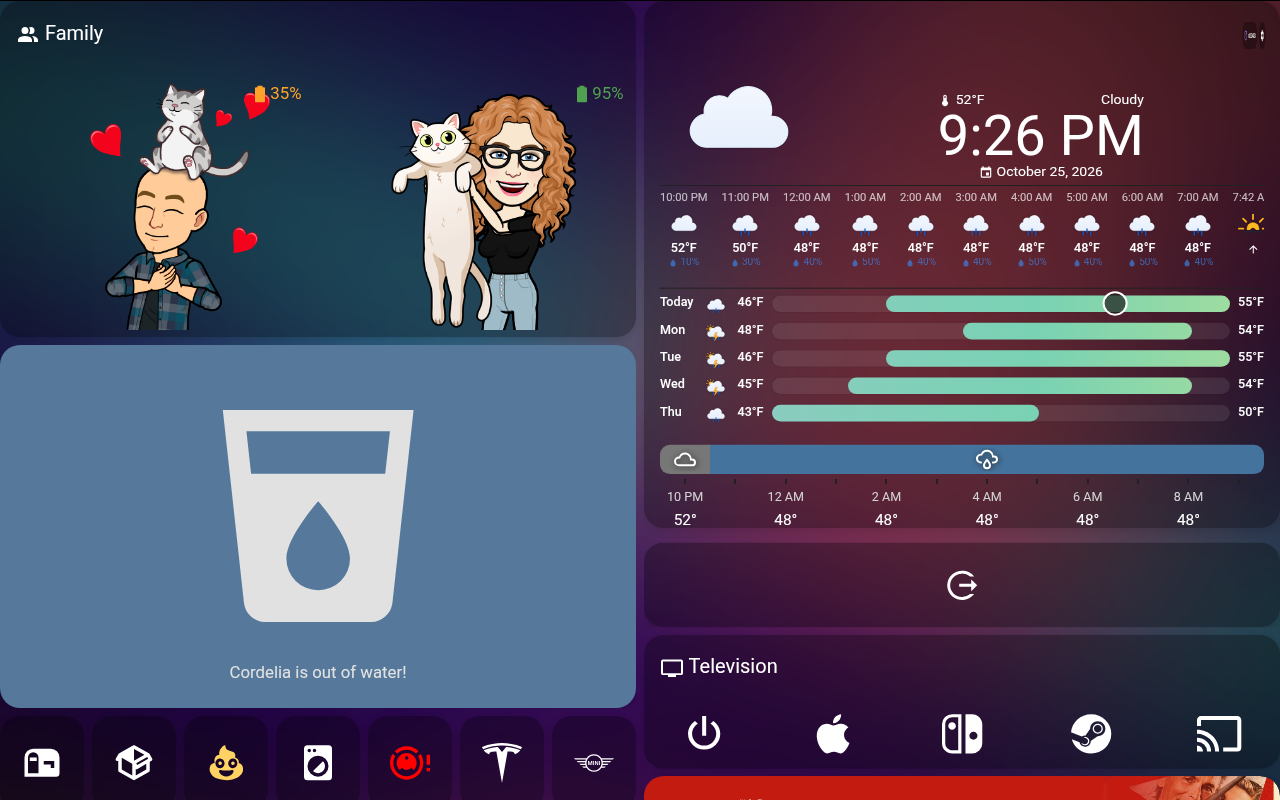 Family
35%
95%
Cordelia is out of water!
MINI
52°F
Cloudy
9:26 PM
October 25, 2026
10:00 PM 11:00 PM 12:00 AM 1:00 AM 2:00 AM 3:00 AM 4:00 AM 5:00 AM 6:00 AM 7:00 AM 7:42 A
52°F 50°F 48°F 48°F 48°F 48°F 48°F 48°F 48°F 48°F
10% 30% 40% 50% 40% 40% 50% 40% 50% 40%
Today 46°F 55°F
Mon 48°F 54°F
Tue 46°F 55°F
Wed 45°F 54°F
Thu 43°F 50°F
10 PM 12 AM 2 AM 4 AM 6 AM 8 AM
52° 48° 48° 48° 48° 48°
Television